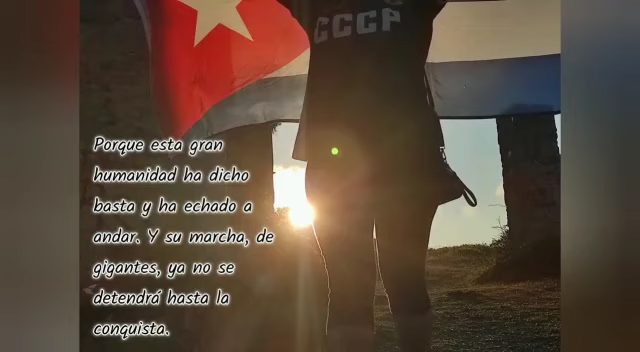 CCCP
Porque esta gran
humanidad ha dicho
basta y ha echado a
andar. Y su marcha, de
gigantes, ya no se
detendrá hasta la
conquista.